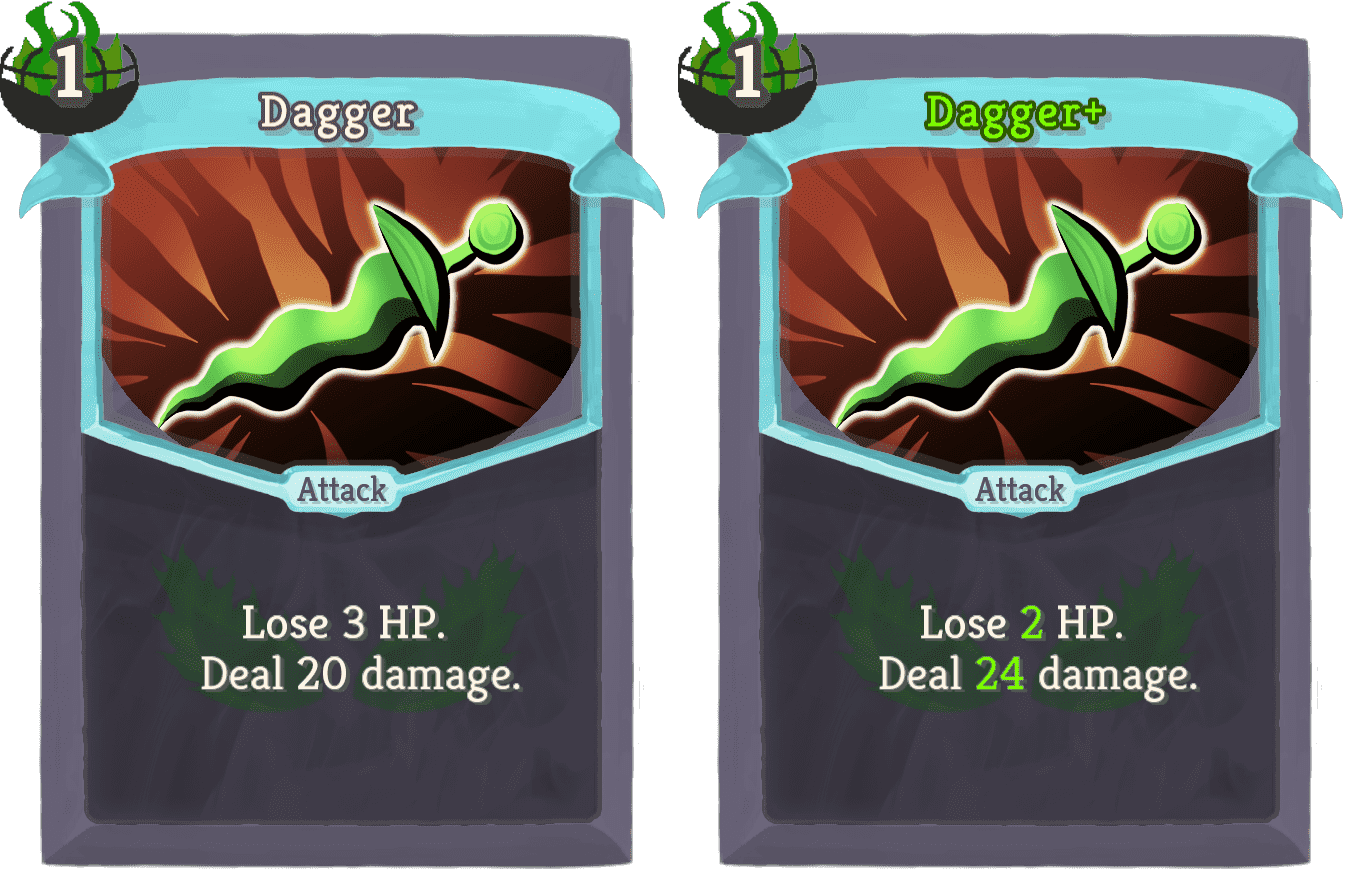 1
Dagger
Attack
Lose 3 HP.
Deal 20 damage.
1
Dagger+
Attack
Lose 2 HP.
Deal 24 damage.